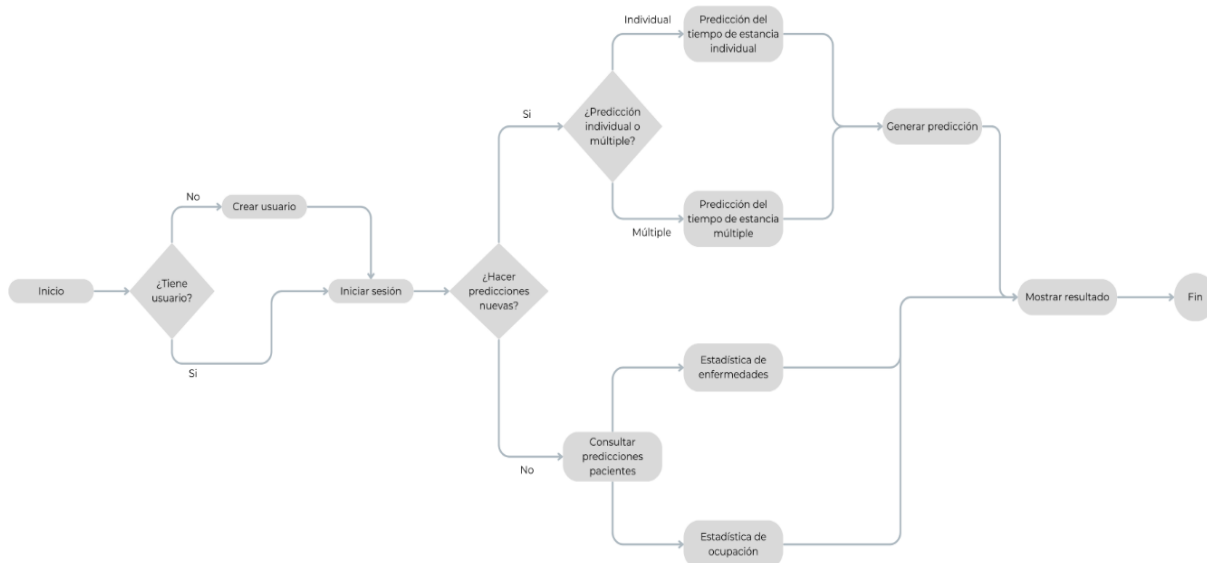 Inicio
¿Tiene
usuario?
No
Si
Crear usuario
Iniciar sesión
¿Hacer
predicciones
nuevas?
Si
No
¿Predicción
individual o
múltiple?
Individual
Múltiple
Predicción del
tiempo de estancia
individual
Predicción del
tiempo de estancia
múltiple
Generar predicción
Consultar
predicciones
pacientes
Estadística de
enfermedades
Estadística de
ocupación
Mostrar resultado
Fin